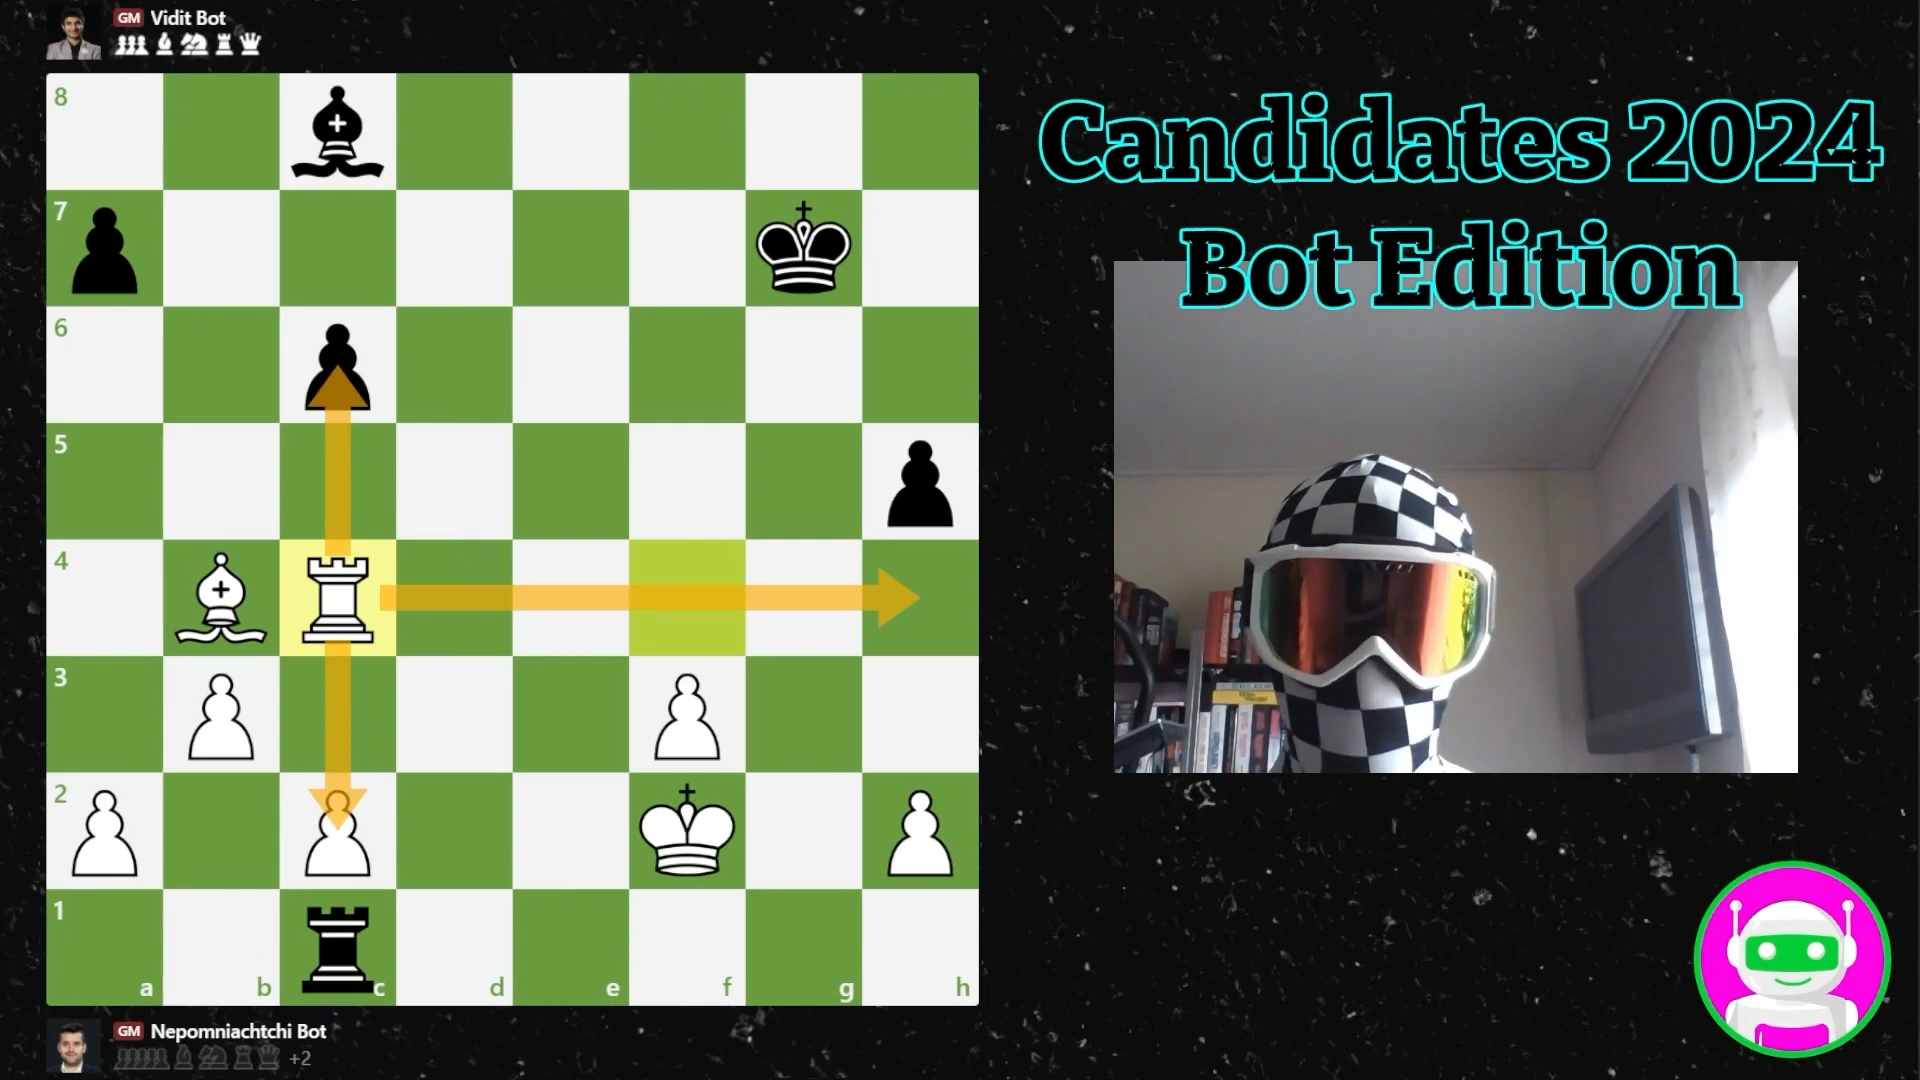 GM Vidit Bot
Candidates 2024
Bot Edition
8
7
6
5
4
3
2
1
a b c d e f g h
GM Nepomniachtchi Bot
+2